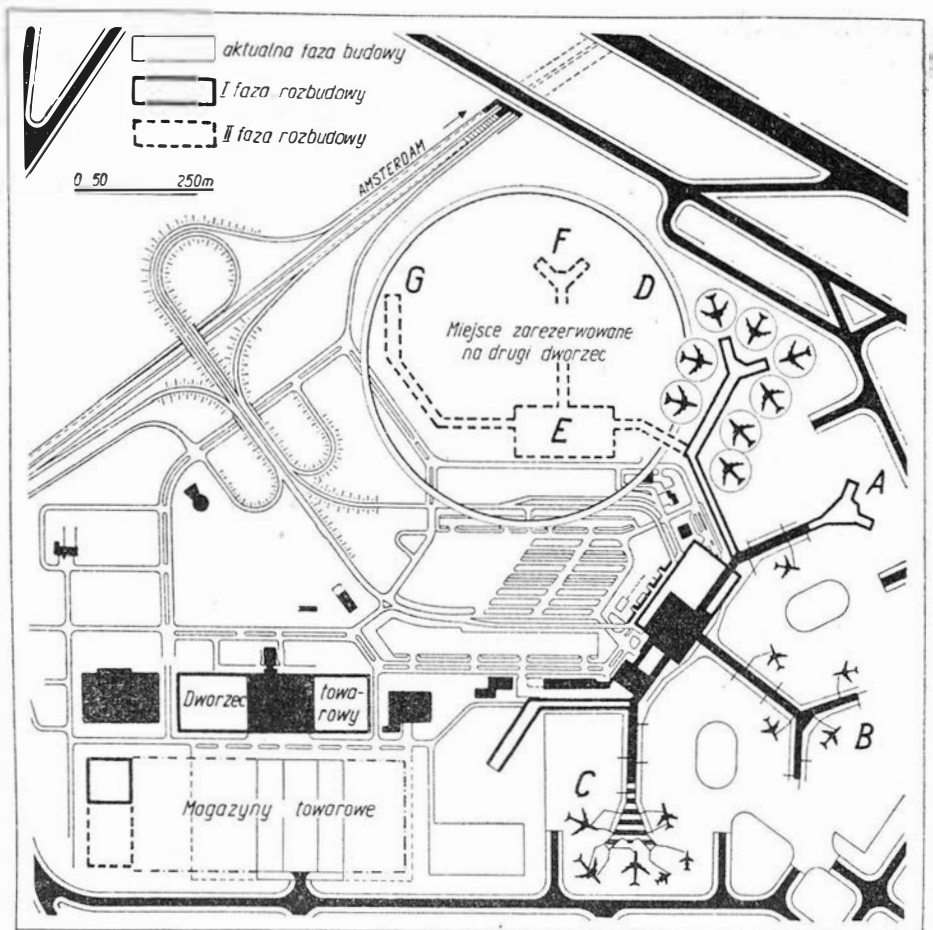 aktualna faza budowy
I faza rozbudowy
II faza rozbudowy
0 50 250m
AMSTERDAM
F
G
D
Miejsce zarezerwowane
na drugi dworzec
E
A
Dworzec towa-
rowy
B
C
Magazyny towarowe